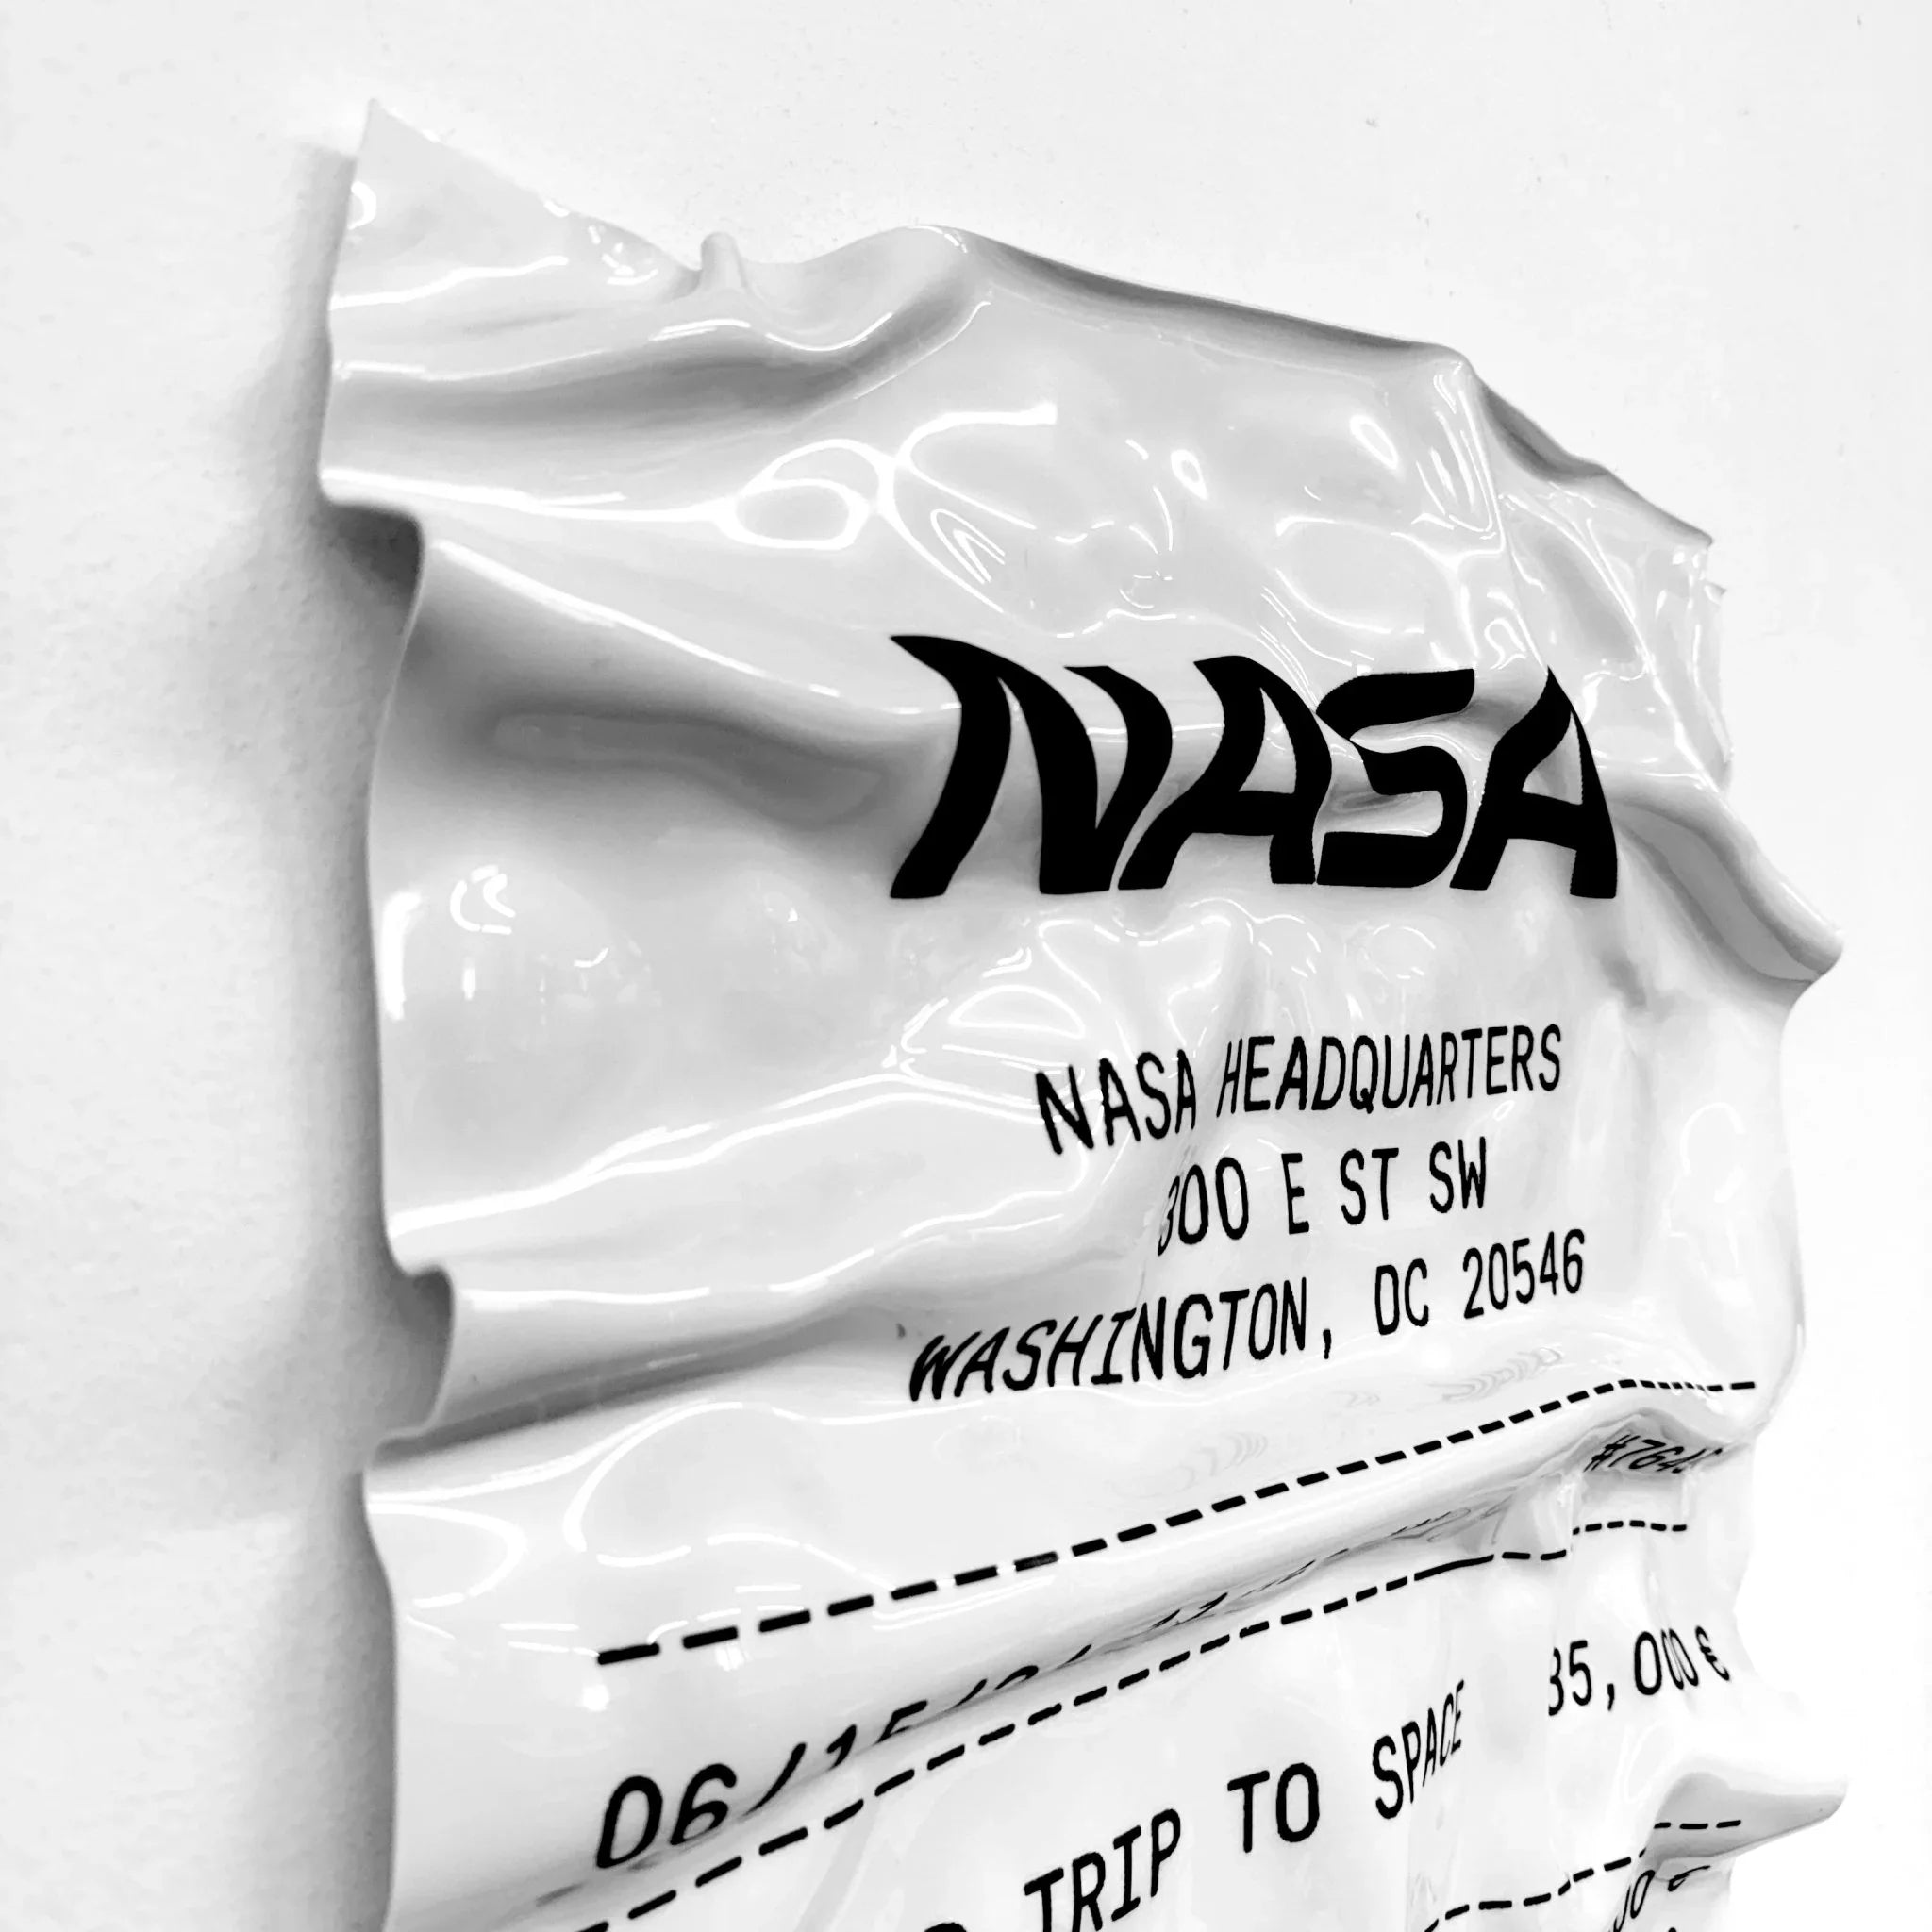 NASA
NASA HEADQUARTERS
300 E ST SW
WASHINGTON, DC 20546
TRIP TO SPACE 35,000€